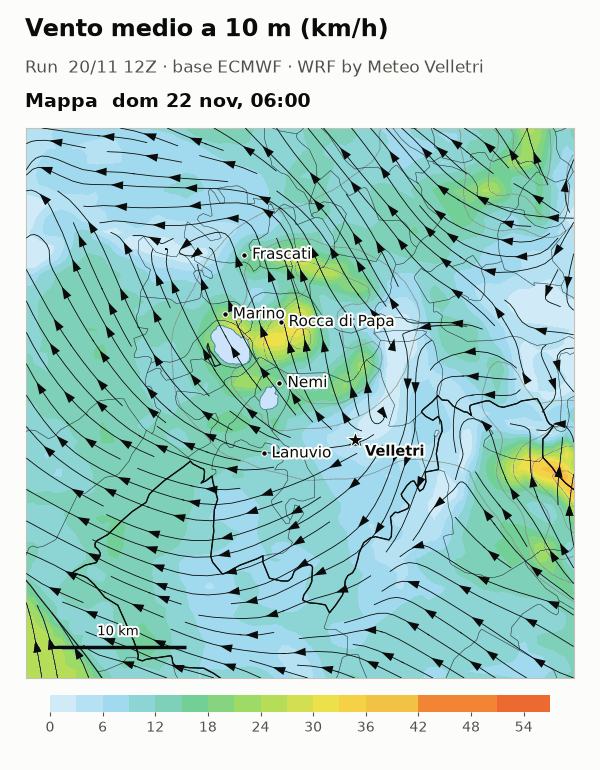 Vento medio a 10 m (km/h)
Run  20/11 12Z · base ECMWF · WRF by Meteo Velletri
Mappa  dom 22 nov, 06:00
Frascati
Marino
Rocca di Papa
Nemi
Velletri
Lanuvio
10 km
0 6 12 18 24 30 36 42 48 54